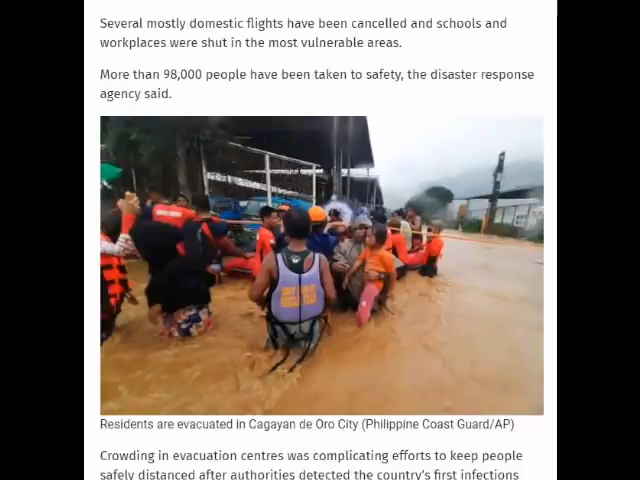 Several mostly domestic flights have been cancelled and schools and
workplaces were shut in the most vulnerable areas.
More than 98,000 people have been taken to safety, the disaster response
agency said.
Residents are evacuated in Cagayan de Oro City (Philippine Coast Guard/AP)
Crowding in evacuation centres was complicating efforts to keep people
safely distanced after authorities detected the country's first infections